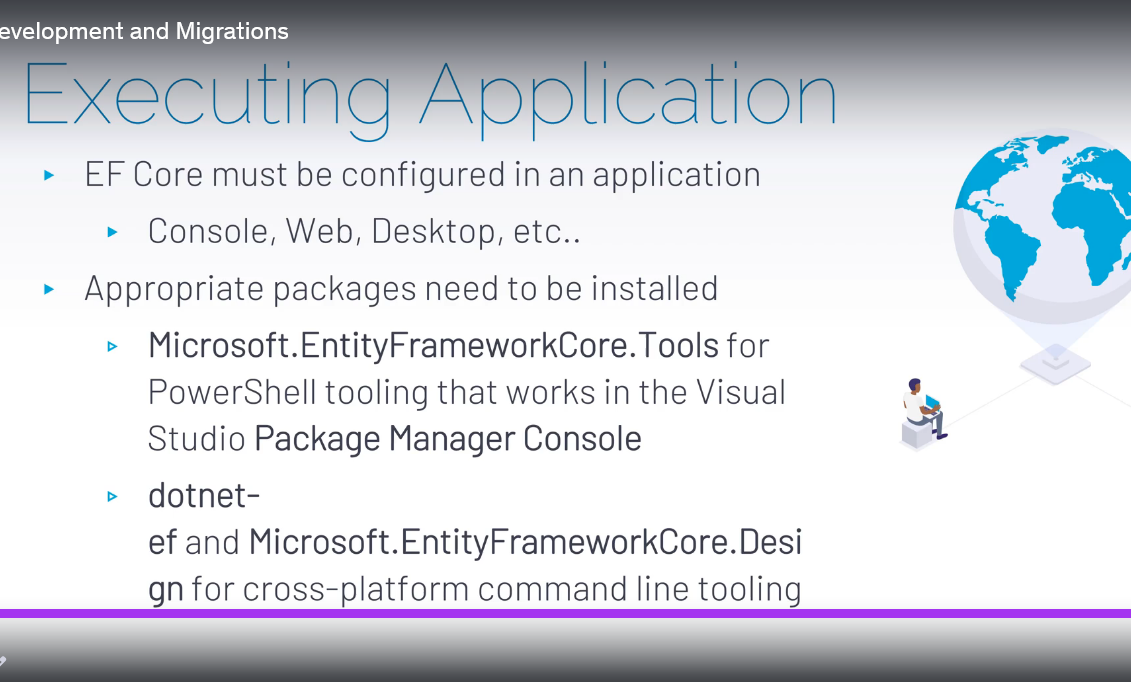 evelopment and Migrations
Executing Application
EF Core must be configured in an application
Console, Web, Desktop, etc..
Appropriate packages need to be installed
Microsoft.EntityFrameworkCore.Tools for
PowerShell tooling that works in the Visual
Studio Package Manager Console
dotnet-
ef and Microsoft.EntityFrameworkCore.Desi
gn for cross-platform command line tooling